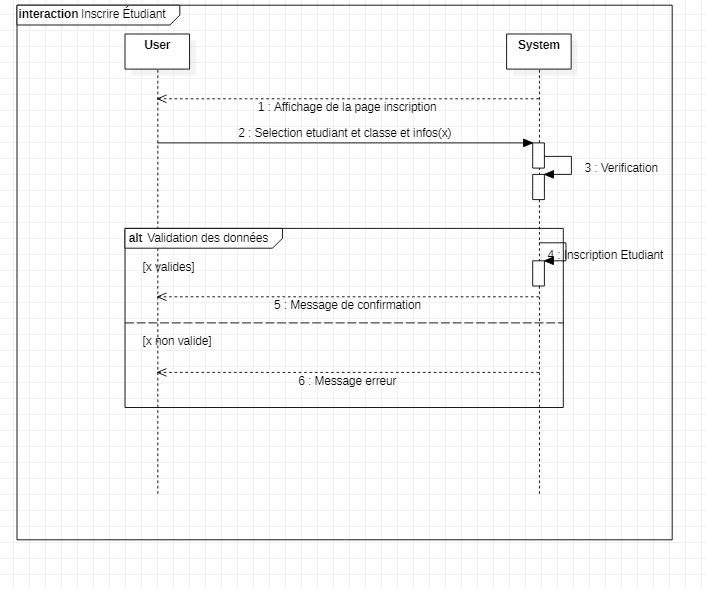 interaction Inscrire Étudiant
User
System
1 : Affichage de la page inscription
2 : Selection etudiant et classe et infos(x)
3 : Verification
alt Validation des données
4 : Inscription Etudiant
[x valides]
5 : Message de confirmation
[x non valide]
6 : Message erreur